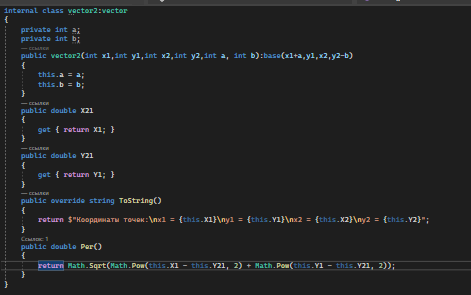 internal class vector2:vector
{
private int a;
private int b;
— ссылки
public vector2(int x1,int y1,int x2,int y2,int a, int b):base(x1+a,y1,x2,y2-b)
{
this.a = a;
this.b = b;
}
— ссылки
public double X21
{
get { return X1; }
}
— ссылки
public double Y21
{
get { return Y1; }
}
— ссылки
public override string ToString()
{
return $"Координаты точек:\nx1 = {this.X1}\ny1 = {this.Y1}\nx2 = {this.X2}\ny2 = {this.Y2}";
}
Ссылок: 1
public double Per()
{
return Math.Sqrt(Math.Pow(this.X1 - this.Y21, 2) + Math.Pow(this.Y1 - this.Y21, 2));
}
}